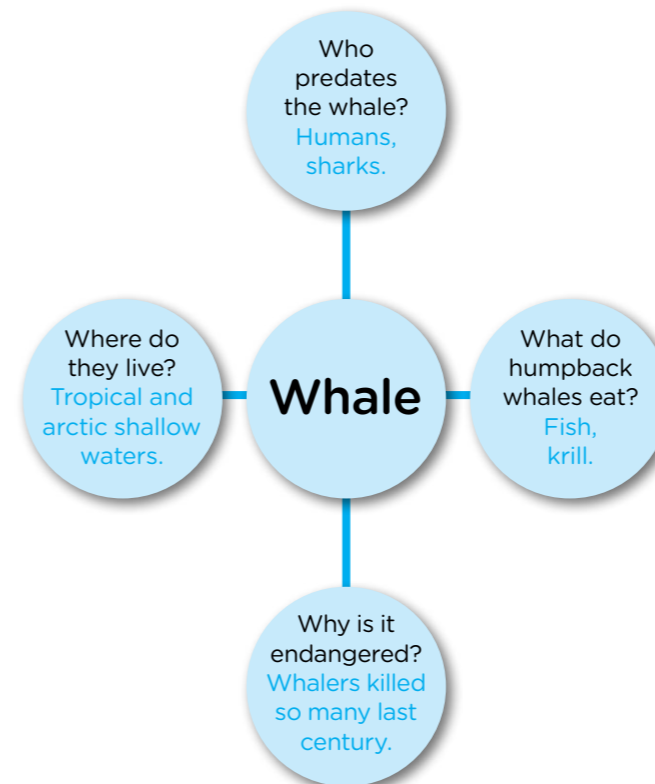 Who
predates
the whale?
Humans,
sharks.
Where do
they live?
Tropical and
arctic shallow
waters.
Whale
What do
humpback
whales eat?
Fish,
krill.
Why is it
endangered?
Whalers killed
so many last
century.